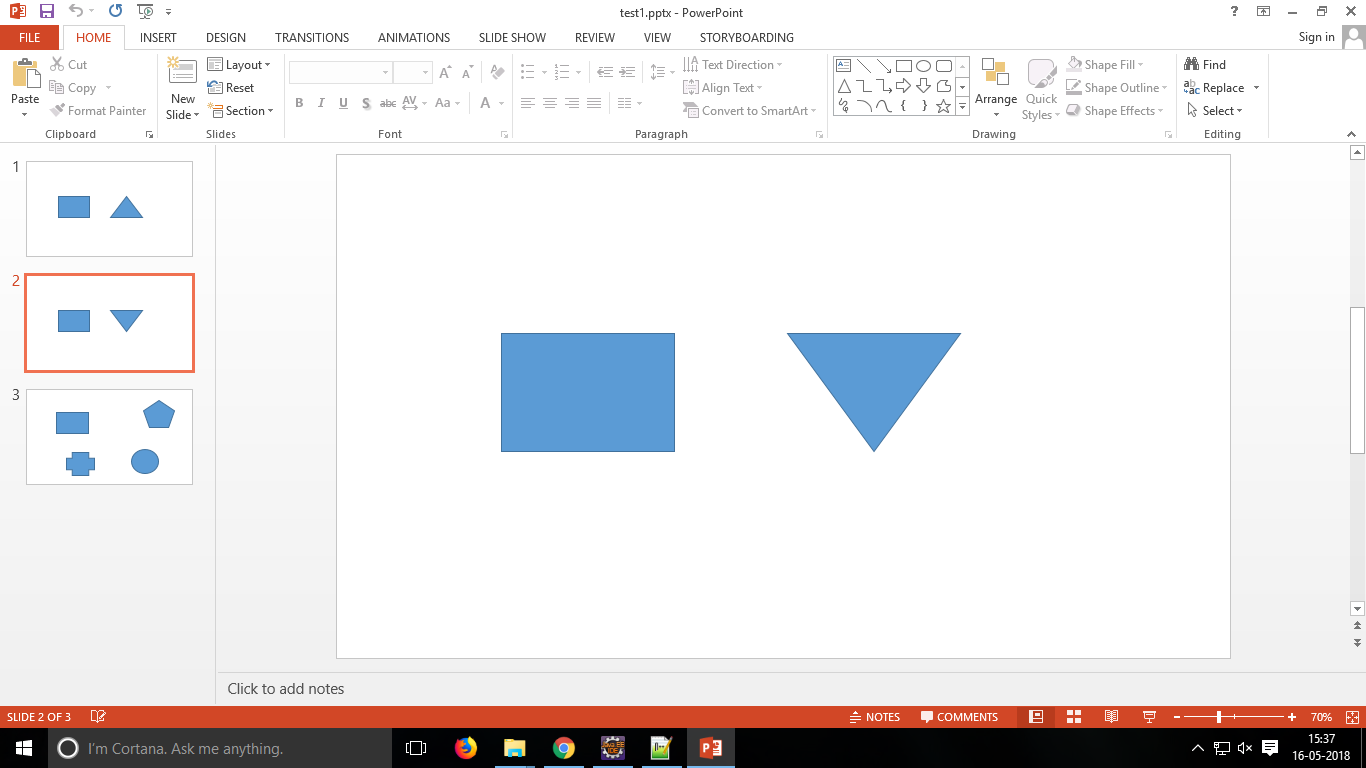 test1.pptx - PowerPoint
?
FILE HOME INSERT DESIGN TRANSITIONS ANIMATIONS SLIDE SHOW REVIEW VIEW STORYBOARDING Sign in
Paste
Cut
Copy
Format Painter
Clipboard
New
Slide
Layout
Reset
Section
Slides
B I U S abc AV Aa A
Font
Text Direction
Align Text
Convert to SmartArt
Paragraph
Arrange
Quick
Styles
Shape Fill
Shape Outline
Shape Effects
Drawing
Find
Replace
Select
Editing
1
2
3
Click to add notes
SLIDE 2 OF 3 NOTES COMMENTS 70%
I'm Cortana. Ask me anything.
15:37
16-05-2018